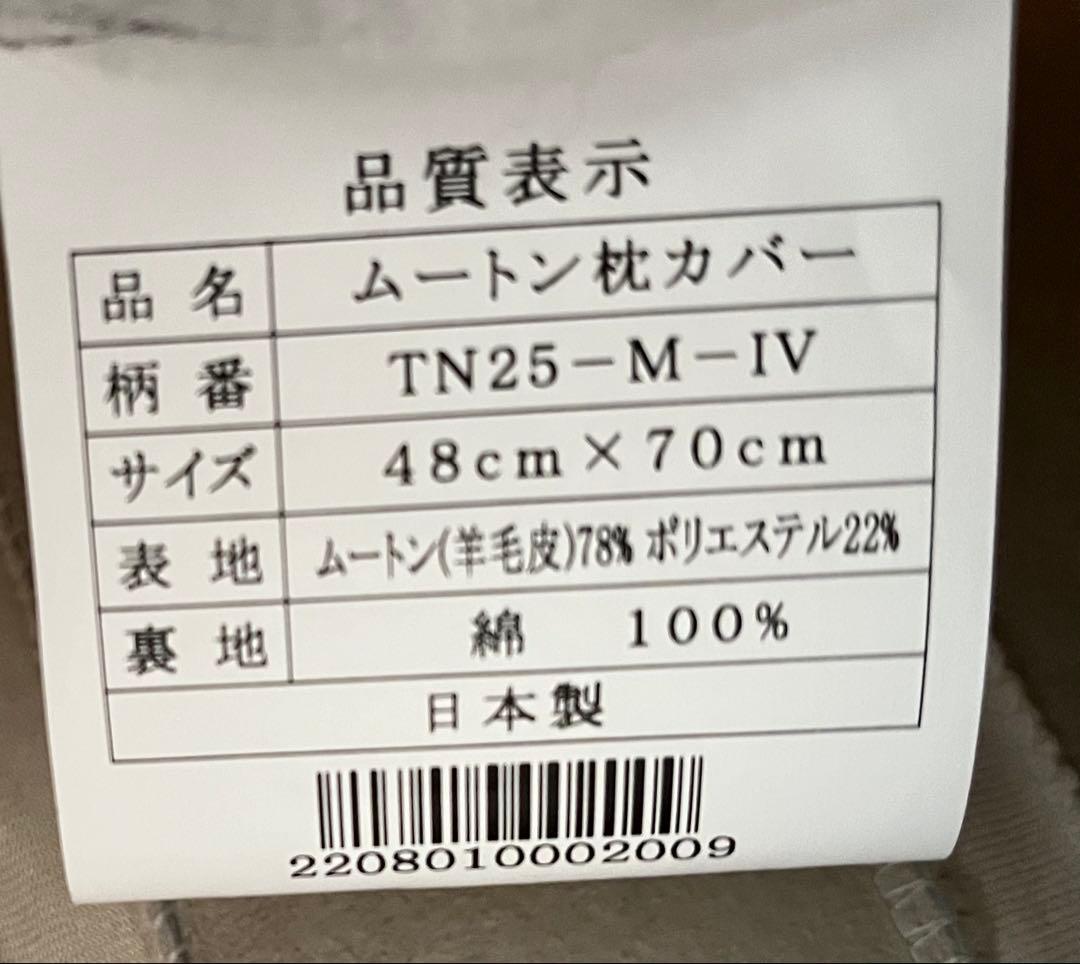 品質表示
品名 ムートン枕カバー
柄番 TN25-M-IV
サイズ 48cm×70cm
表地 ムートン(羊毛皮)78% ポリエステル22%
裏地 綿 100%
日本製
2208010002009